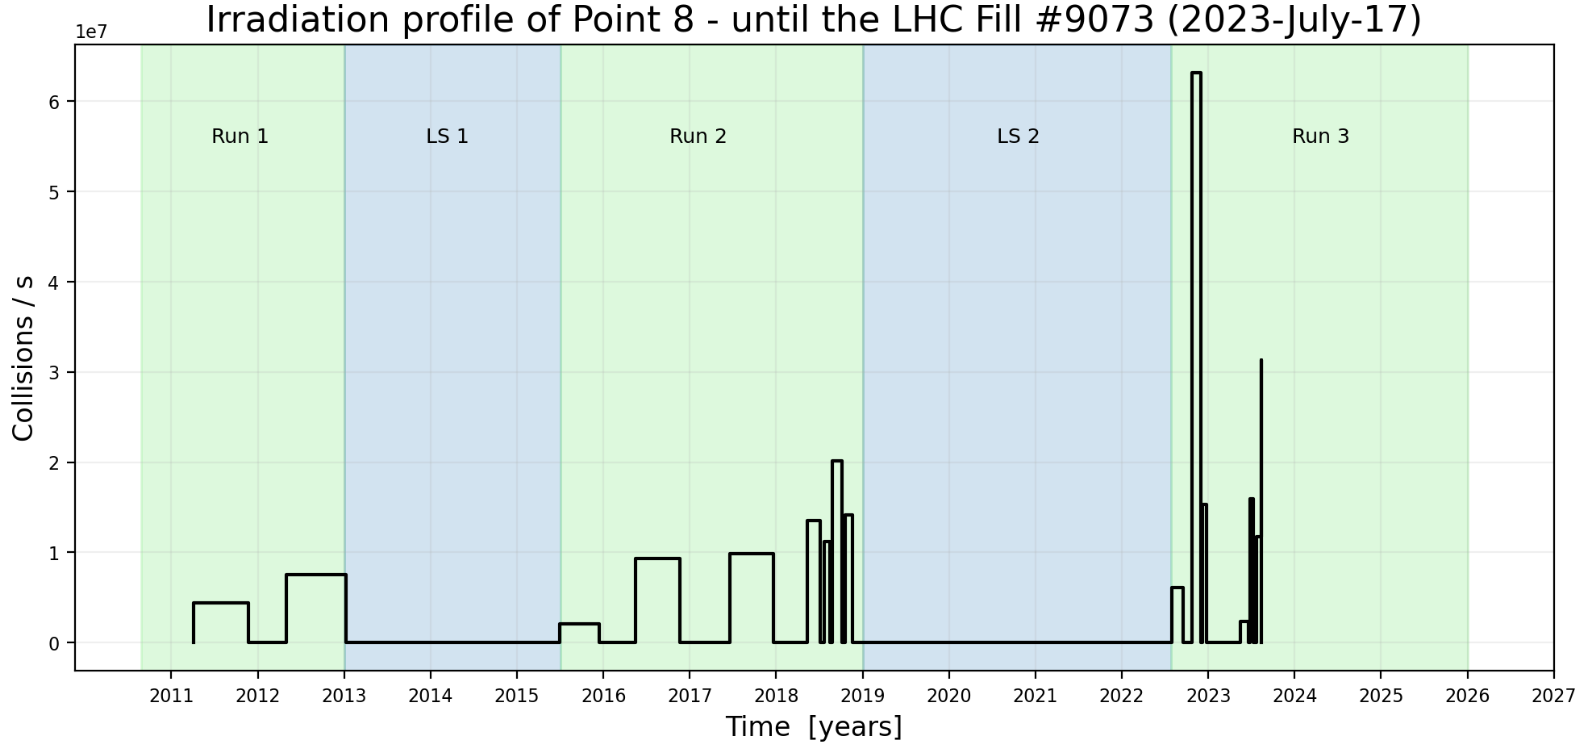 Irradiation profile of Point 8 - until the LHC Fill #9073 (2023-July-17)
1e7
6
5
4
3
2
1
0
Collisions / s
Run 1
LS 1
Run 2
LS 2
Run 3
2011 2012 2013 2014 2015 2016 2017 2018 2019 2020 2021 2022 2023 2024 2025 2026 2027
Time [years]